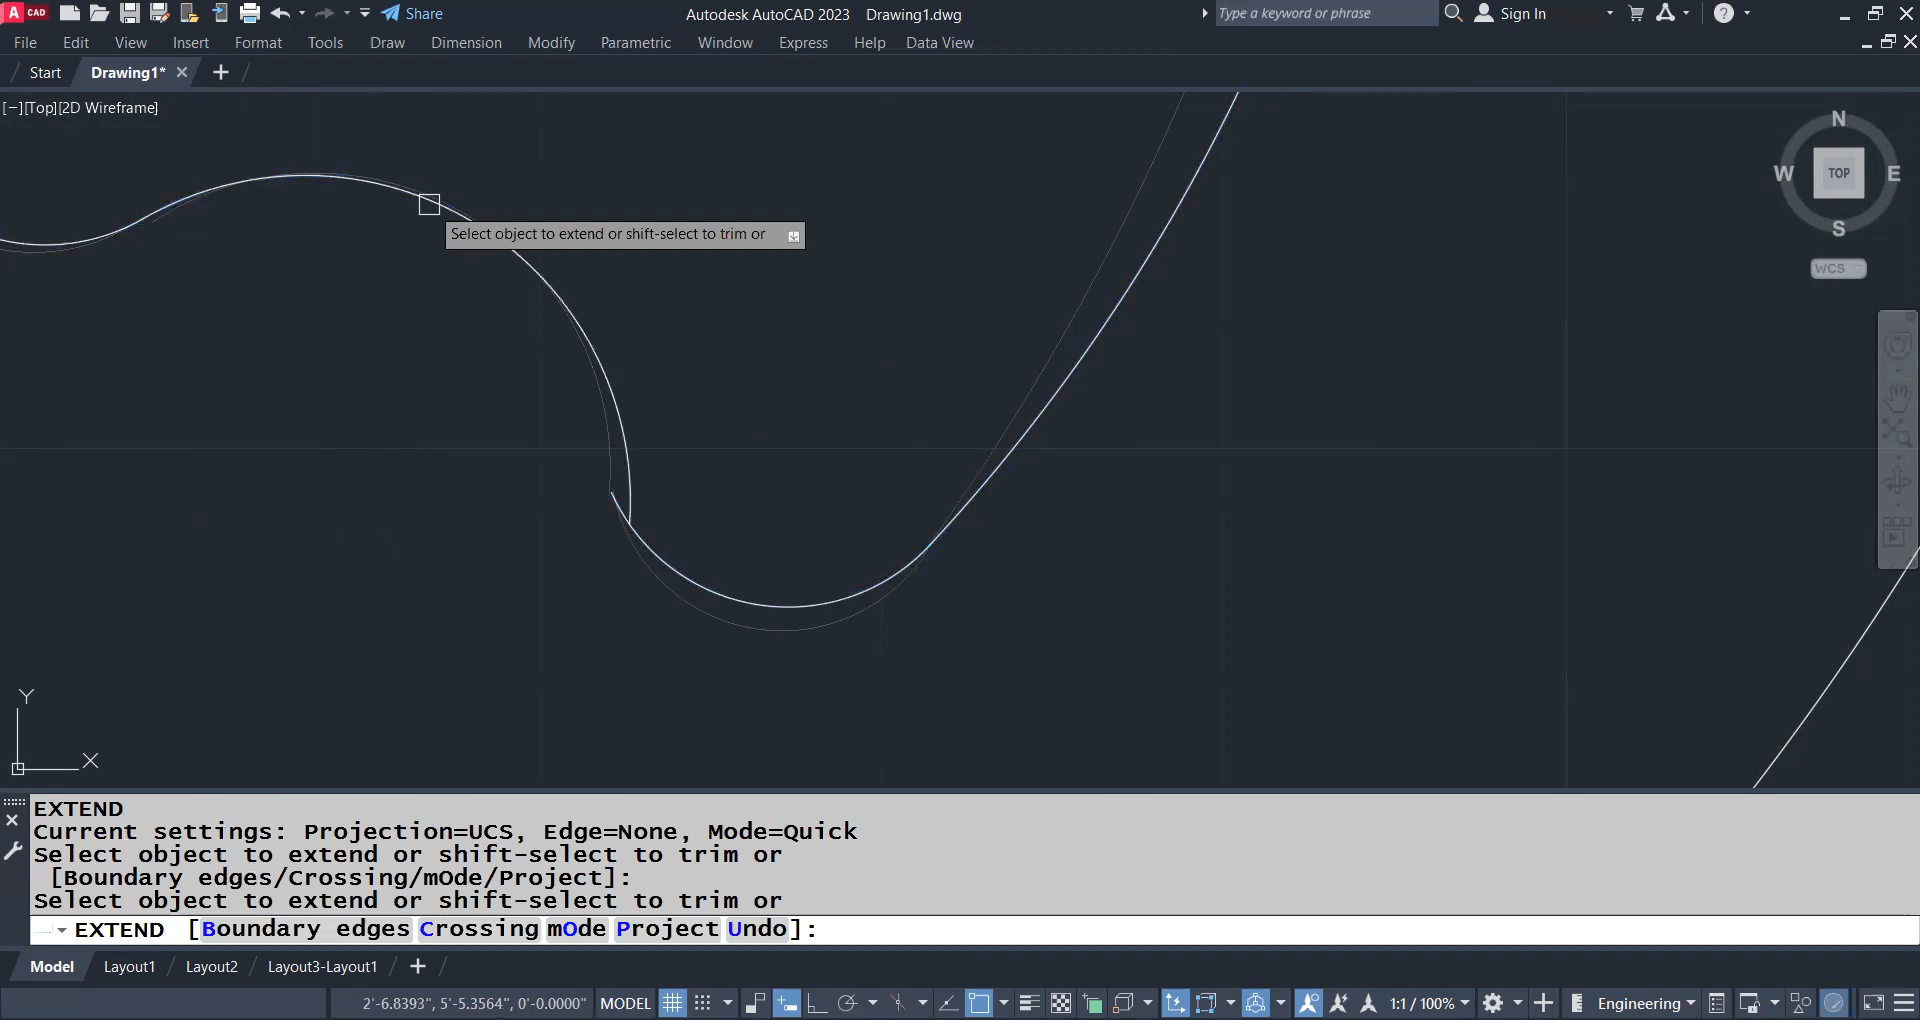 A CAD
Share
Autodesk AutoCAD 2023 Drawing1.dwg
Type a keyword or phrase
Sign In
File Edit View Insert Format Tools Draw Dimension Modify Parametric Window Express Help Data View
Start Drawing1*
[−][Top][2D Wireframe]
N
W TOP E
S
WCS
Select object to extend or shift-select to trim or
Y
X
EXTEND
Current settings: Projection=UCS, Edge=None, Mode=Quick
Select object to extend or shift-select to trim or
[Boundary edges/Crossing/mOde/Project]:
Select object to extend or shift-select to trim or
EXTEND [Boundary edges Crossing mOde Project Undo]:
Model Layout1 Layout2 Layout3-Layout1
2'-6.8393", 5'-5.3564", 0'-0.0000" MODEL 1:1 / 100% Engineering